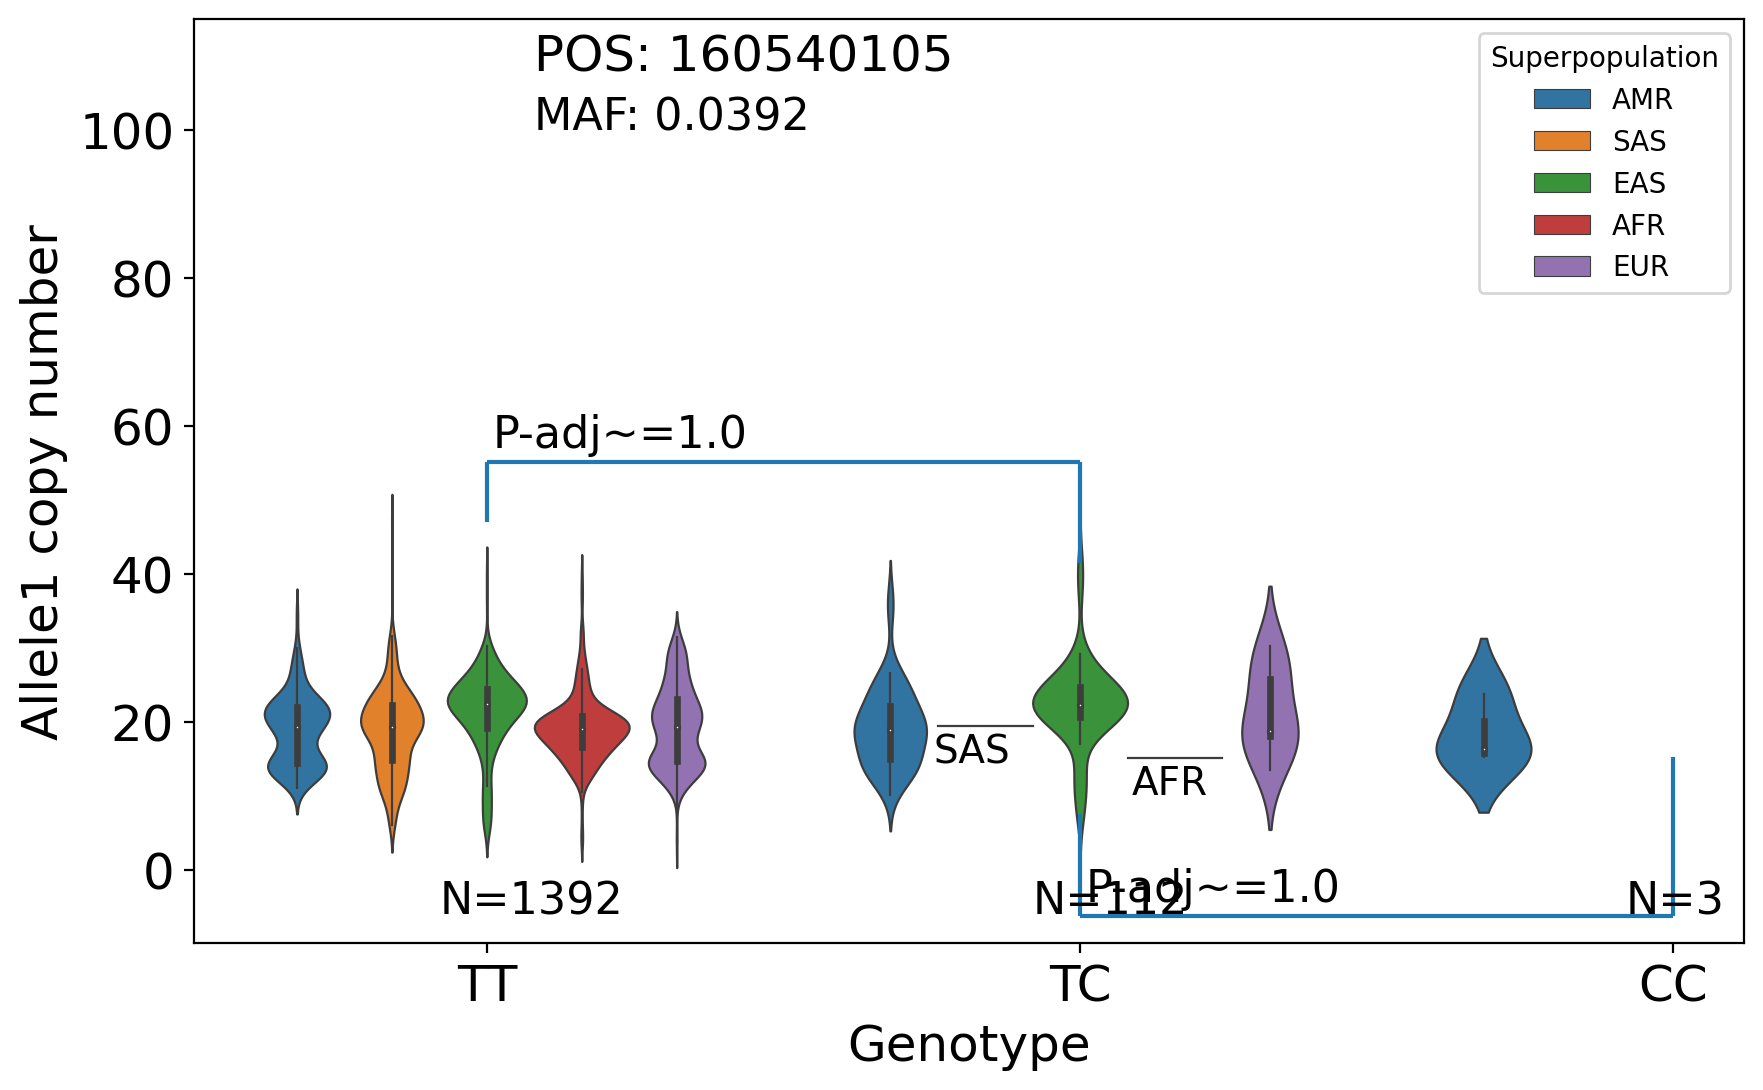 POS: 160540105
MAF: 0.0392
Superpopulation
AMR
SAS
EAS
AFR
EUR
Allele1 copy number
100
80
60
40
20
0
P-adj~=1.0
SAS
AFR
P-adj~=1.0
N=1392
N=112
N=3
TT
TC
CC
Genotype